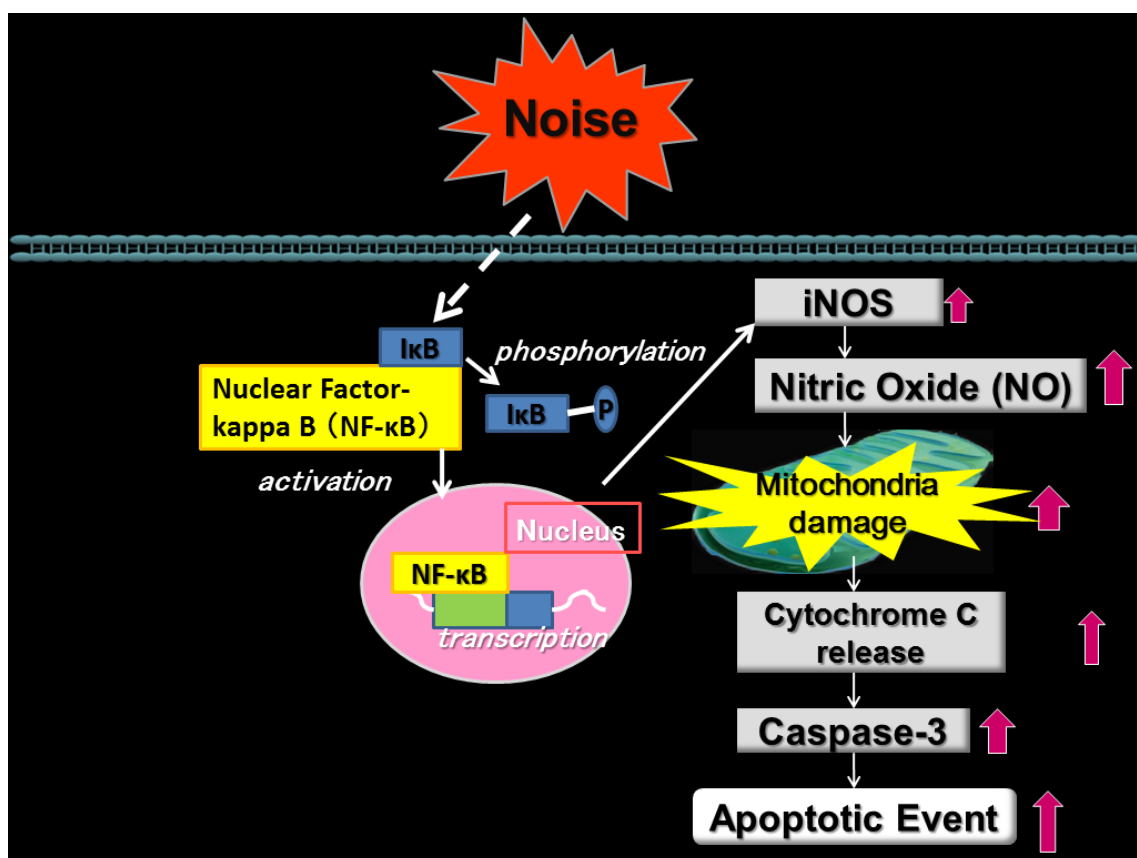 Noise
IκB
phosphorylation
Nuclear Factor-
kappa B（NF-κB）
IκB
P
activation
Nucleus
NF-κB
transcription
iNOS
Nitric Oxide (NO)
Mitochondria
damage
Cytochrome C
release
Caspase-3
Apoptotic Event